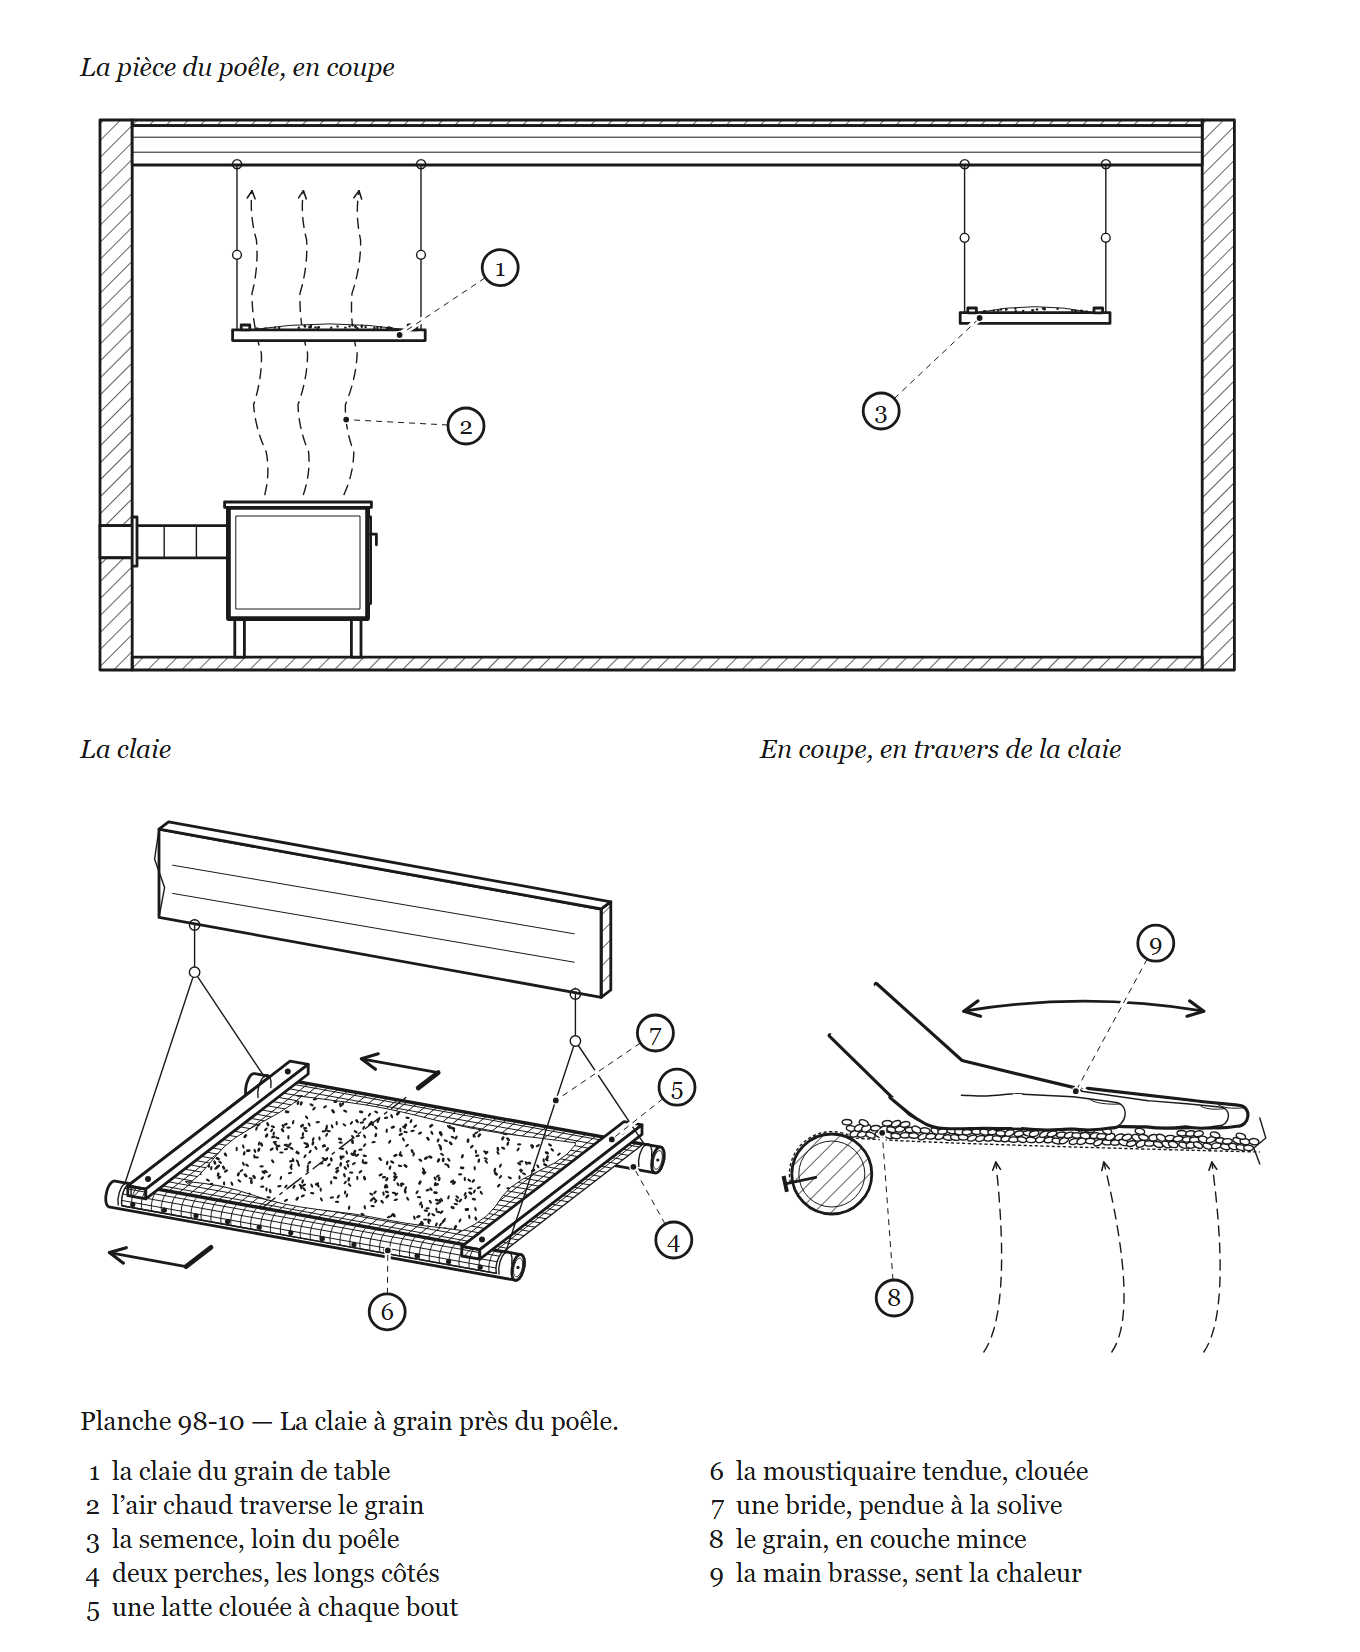 La pièce du poêle, en coupe
1
2
3
La claie
En coupe, en travers de la claie
9
7
5
4
8
6
Planche 98-10 — La claie à grain près du poêle.
1 la claie du grain de table
2 l’air chaud traverse le grain
3 la semence, loin du poêle
4 deux perches, les longs côtés
5 une latte clouée à chaque bout
6 la moustiquaire tendue, clouée
7 une bride, pendue à la solive
8 le grain, en couche mince
9 la main brasse, sent la chaleur